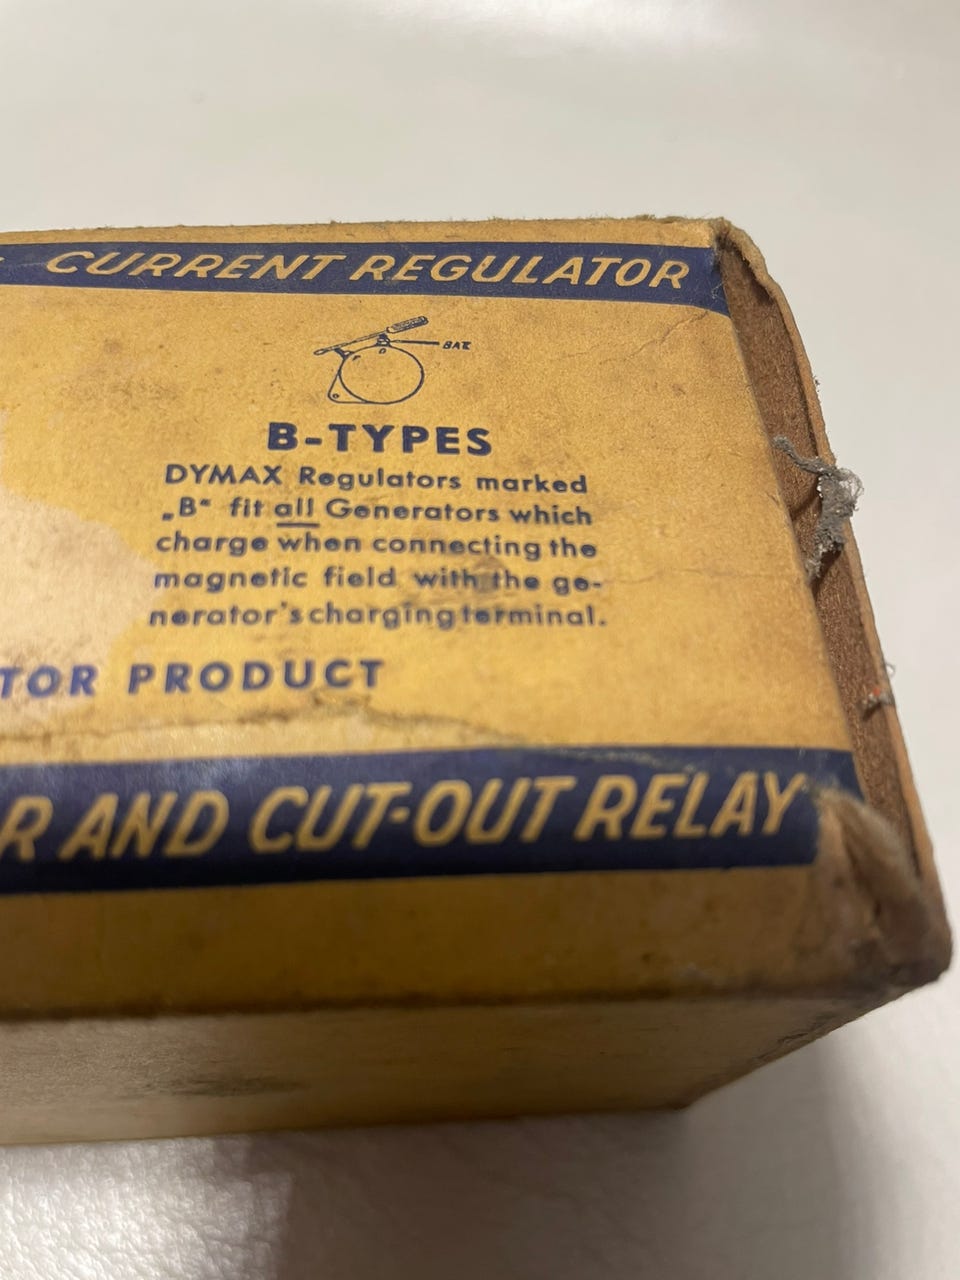 CURRENT REGULATOR
BAT.
B-TYPES
DYMAX Regulators marked
„B“ fit all Generators which
charge when connecting the
magnetic field with the ge-
nerator's charging terminal.
TOR PRODUCT
R AND CUT-OUT RELAY